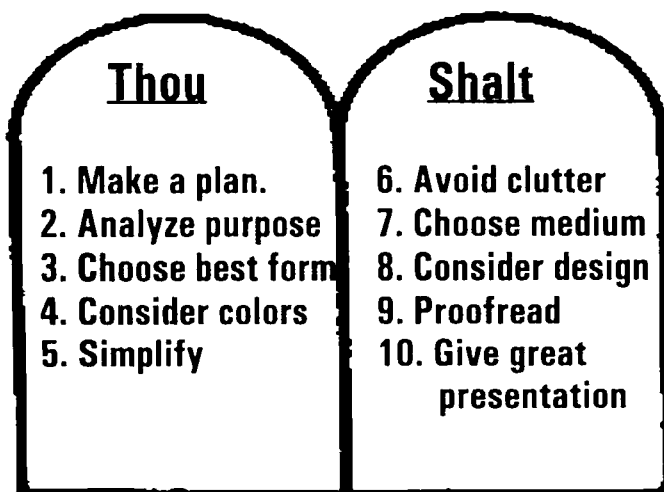 Thou
1. Make a plan.
2. Analyze purpose
3. Choose best form
4. Consider colors
5. Simplify
Shalt
6. Avoid clutter
7. Choose medium
8. Consider design
9. Proofread
10. Give great
presentation